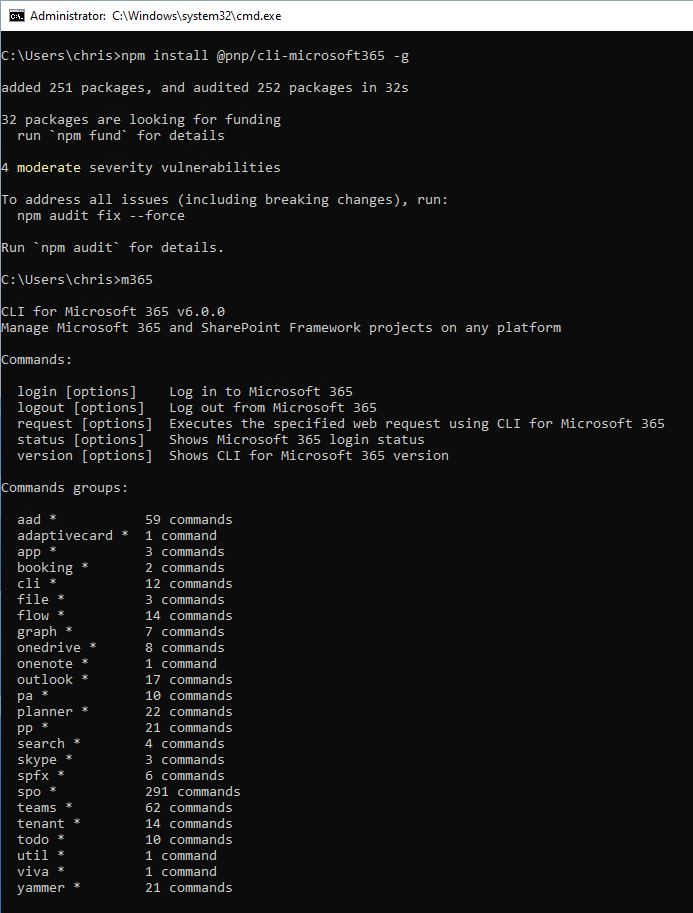 Administrator: C:\Windows\system32\cmd.exe
C:\Users\chris>npm install @pnp/cli-microsoft365 -g
added 251 packages, and audited 252 packages in 32s
32 packages are looking for funding
  run `npm fund` for details
4 moderate severity vulnerabilities
To address all issues (including breaking changes), run:
  npm audit fix --force
Run `npm audit` for details.
C:\Users\chris>m365
CLI for Microsoft 365 v6.0.0
Manage Microsoft 365 and SharePoint Framework projects on any platform
Commands:
  login [options]    Log in to Microsoft 365
  logout [options]   Log out from Microsoft 365
  request [options]  Executes the specified web request using CLI for Microsoft 365
  status [options]   Shows Microsoft 365 login status
  version [options]  Shows CLI for Microsoft 365 version
Commands groups:
  aad *           59 commands
  adaptivecard *  1 command
  app *           3 commands
  booking *       2 commands
  cli *           12 commands
  file *          3 commands
  flow *          14 commands
  graph *         7 commands
  onedrive *      8 commands
  onenote *       1 command
  outlook *       17 commands
  pa *            10 commands
  planner *       22 commands
  pp *            21 commands
  search *        4 commands
  skype *         3 commands
  spfx *          6 commands
  spo *           291 commands
  teams *         62 commands
  tenant *        14 commands
  todo *          10 commands
  util *          1 command
  viva *          1 command
  yammer *        21 commands